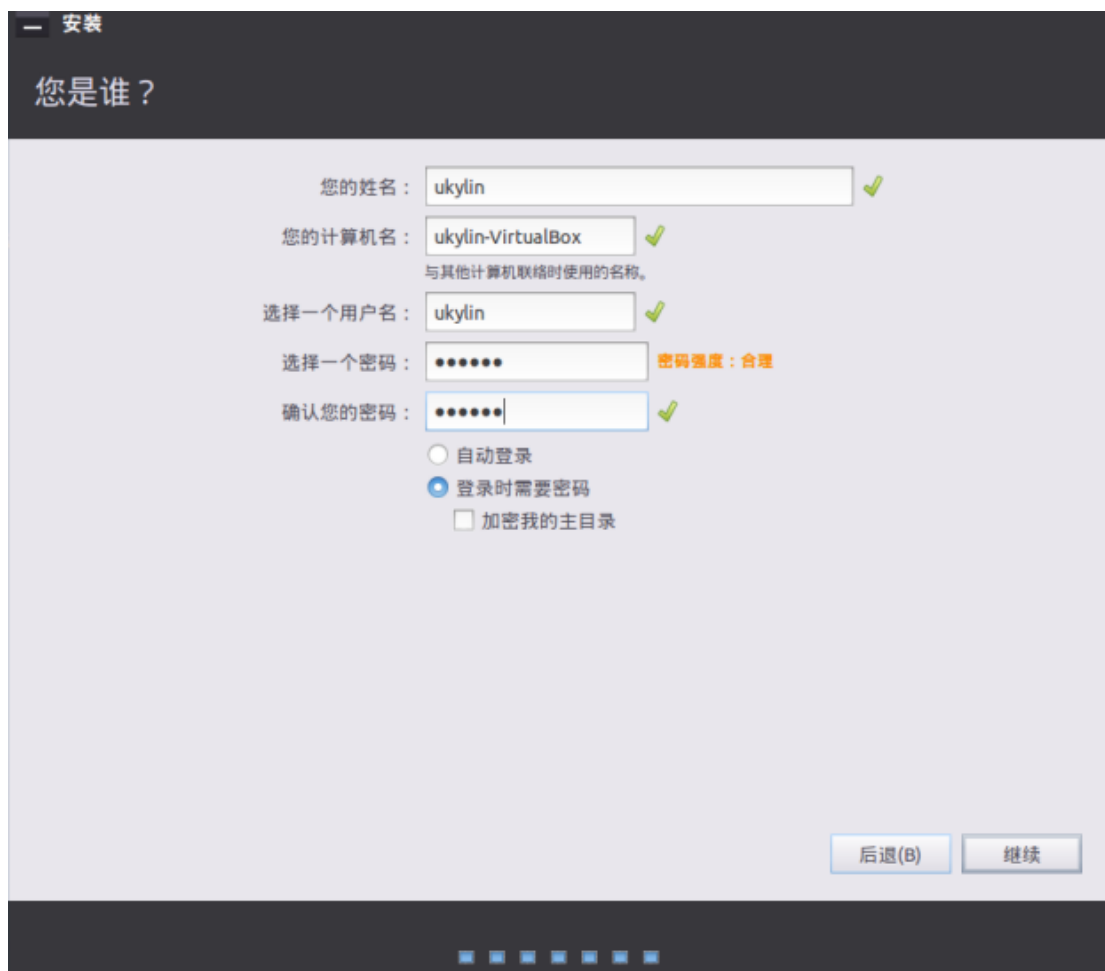 安装
您是谁？
您的姓名： ukylin
您的计算机名： ukylin-VirtualBox
与其他计算机联络时使用的名称。
选择一个用户名： ukylin
选择一个密码： ●●●●●● 密码强度：合理
确认您的密码： ●●●●●●
自动登录
登录时需要密码
加密我的主目录
后退(B) 继续